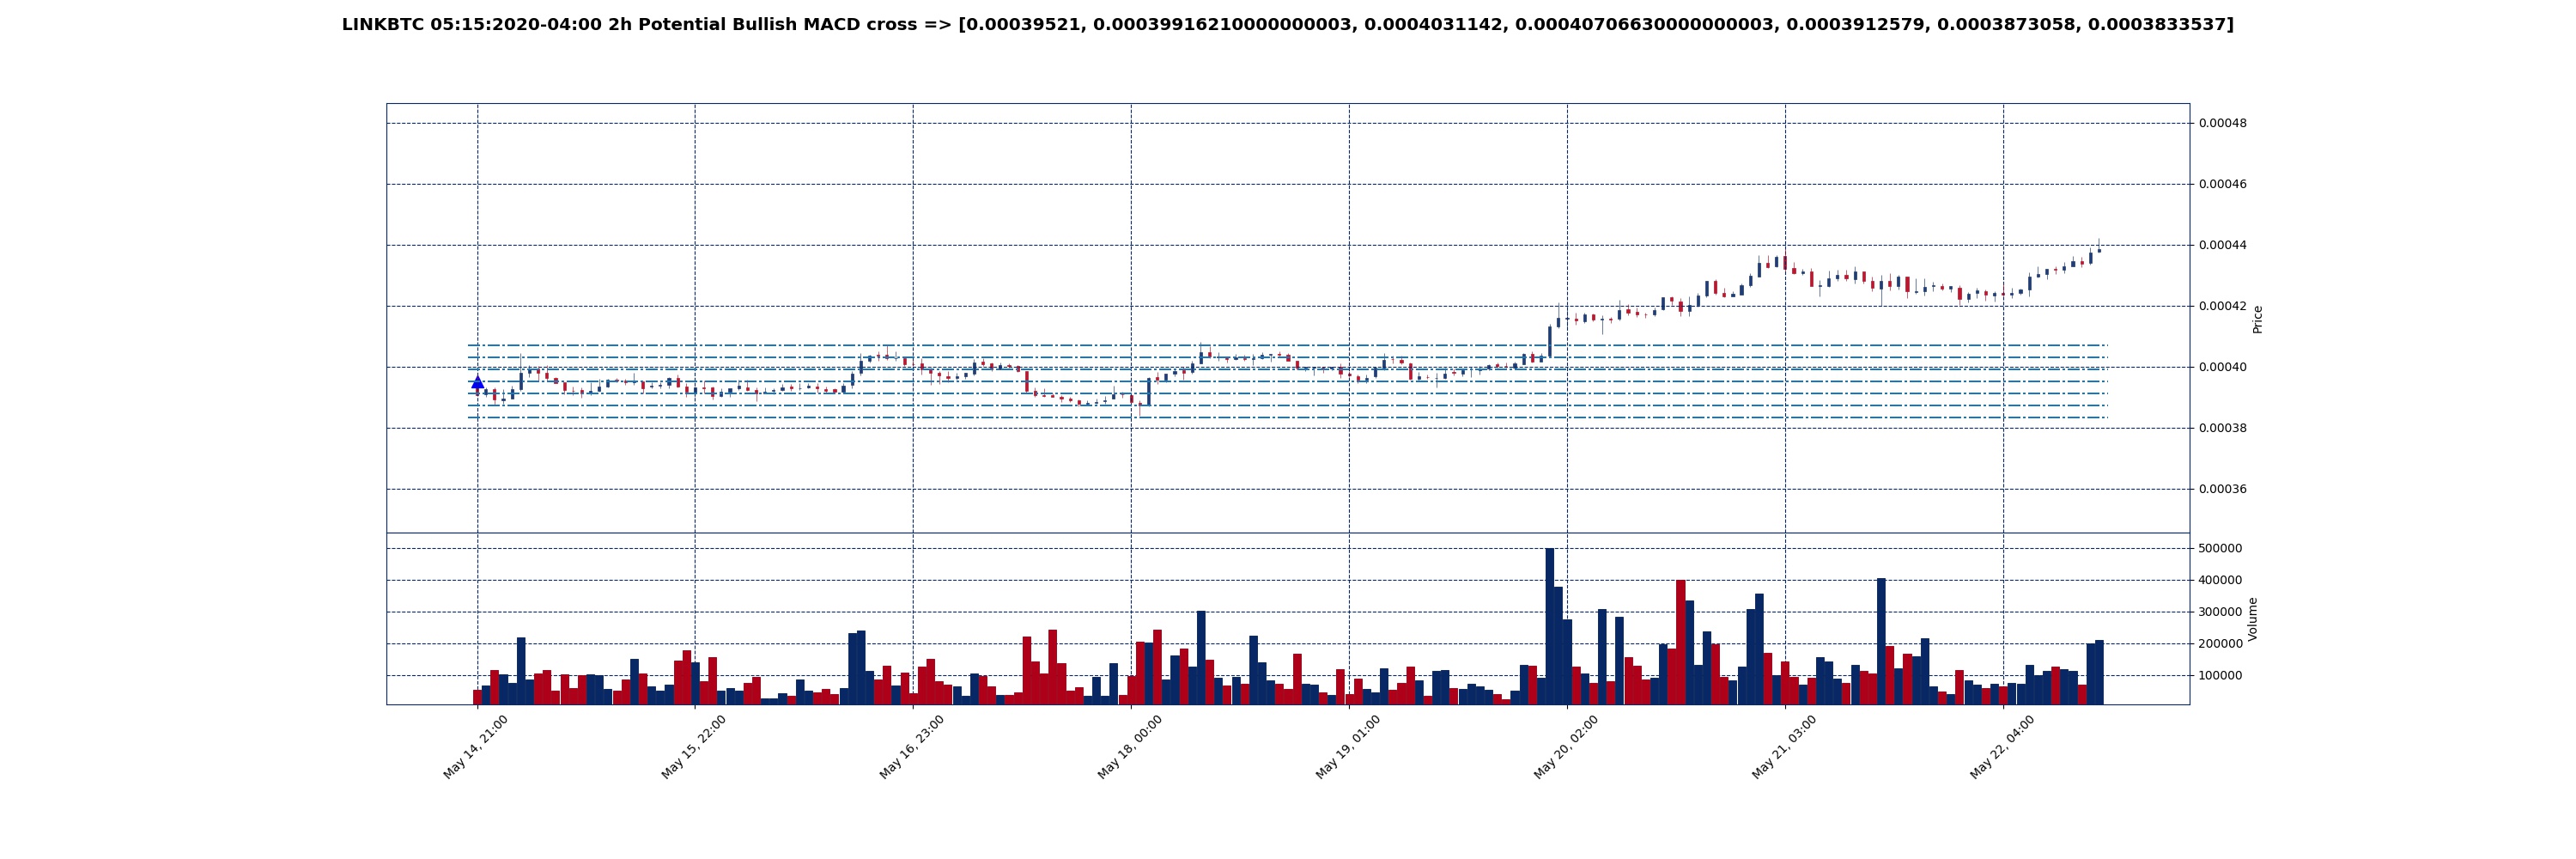 LINKBTC 05:15:2020-04:00 2h Potential Bullish MACD cross => [0.00039521, 0.00039916210000000003, 0.0004031142, 0.00040706630000000003, 0.0003912579, 0.0003873058, 0.0003833537]
0.00048
0.00046
0.00044
0.00042
0.00040
0.00038
0.00036
Price
500000
400000
300000
200000
100000
Volume
May 14, 21:00
May 15, 22:00
May 16, 23:00
May 18, 00:00
May 19, 01:00
May 20, 02:00
May 21, 03:00
May 22, 04:00